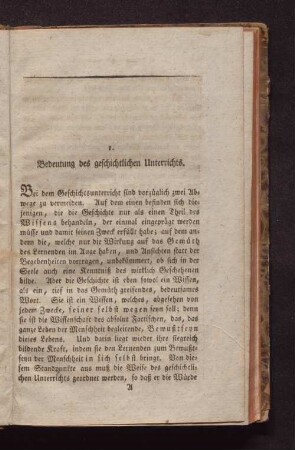 I.
Bedeutung des geschichtlichen Unterrichts.
Bei dem Geschichtsunterricht sind vorzüglich zwei Ab-
wege zu vermeiden. Auf dem einen befinden sich die-
jenigen, die die Geschichte nur als einen Theil des
Wissens behandeln, der einmal eingeprägt werden
müsse und damit seinen Zweck erfüllt habe; auf dem an-
dern die, welche nur die Wirkung auf das Gemüth
des Lernenden im Auge haben, und Ansichten statt der
Begebenheiten vortragen, unbekümmert, ob sich in der
Seele auch eine Kenntniß des wirklich Geschehenen
bilde. Aber die Geschichte ist eben sowol ein Wissen,
als ein, tief in das Gemüth greifendes, bedeutsames
Wort. Sie ist ein Wissen, welches, abgesehen von
jedem Zwecke, seiner selbst wegen seyn soll; denn
sie ist die Wissenschaft des absolut Factischen, das, das
ganze Leben der Menschheit begleitende, Bewußtseyn
dieses Lebens. Und darin liegt wieder ihre siegreich
bildende Kraft, indem sie den Lernenden zum Bewußt-
seyn der Menschheit in sich selbst bringt. Von die-
sem Standpunkte aus muß die Weise des geschichtli-
chen Unterrichts geordnet werden, so daß er die Würde
A